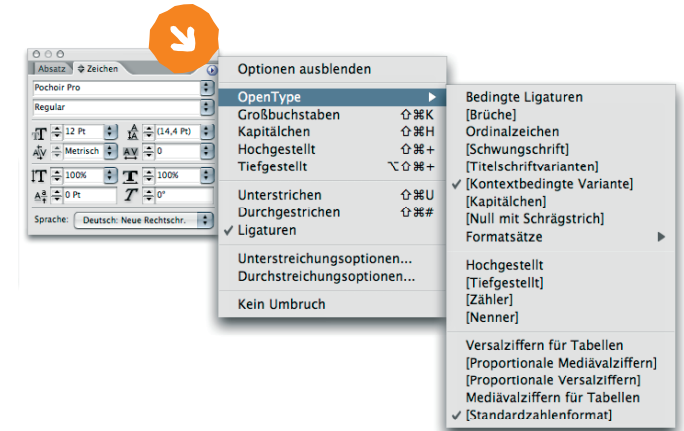 Absatz Zeichen
Pochoir Pro
Regular
12 Pt (14,4 Pt)
Metrisch 0
100% 100%
0 Pt 0°
Sprache: Deutsch: Neue Rechtschr.
Optionen ausblenden
OpenType
Großbuchstaben ⇧⌘K
Kapitälchen ⇧⌘H
Hochgestellt ⇧⌘+
Tiefgestellt ⌥⇧⌘+
Unterstrichen ⇧⌘U
Durchgestrichen ⇧⌘#
✓ Ligaturen
Unterstreichungsoptionen...
Durchstreichungsoptionen...
Kein Umbruch
Bedingte Ligaturen
[Brüche]
Ordinalzeichen
[Schwungschrift]
[Titelschriftvarianten]
✓ [Kontextbedingte Variante]
[Kapitälchen]
[Null mit Schrägstrich]
Formatsätze
Hochgestellt
[Tiefgestellt]
[Zähler]
[Nenner]
Versalziffern für Tabellen
[Proportionale Mediävalziffern]
[Proportionale Versalziffern]
Mediävalziffern für Tabellen
✓ [Standardzahlenformat]